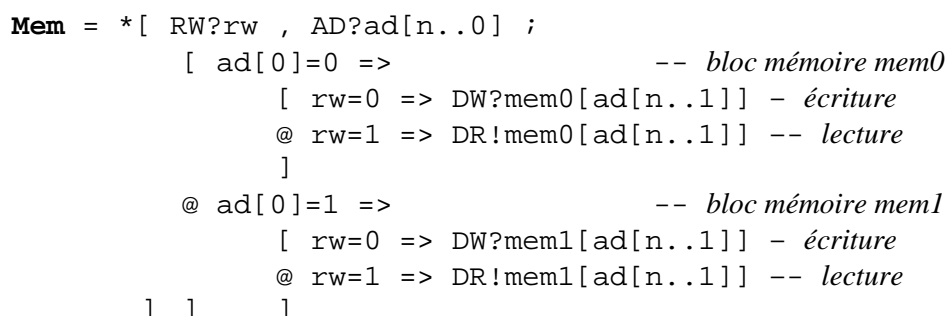 Mem = *[ RW?rw , AD?ad[n..0] ;
[ ad[0]=0 => -- bloc mémoire mem0
[ rw=0 => DW?mem0[ad[n..1]] – écriture
@ rw=1 => DR!mem0[ad[n..1]] -- lecture
]
@ ad[0]=1 => -- bloc mémoire mem1
[ rw=0 => DW?mem1[ad[n..1]] – écriture
@ rw=1 => DR!mem1[ad[n..1]] -- lecture
] ] ]